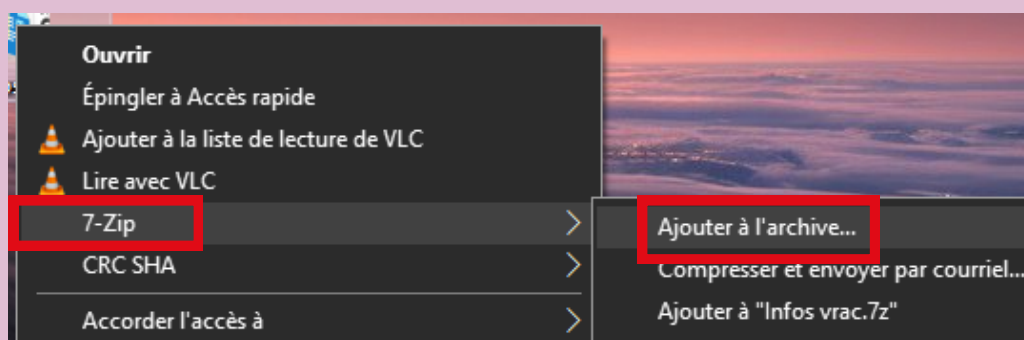 Ouvrir
Épingler à Accès rapide
Ajouter à la liste de lecture de VLC
Lire avec VLC
7-Zip
CRC SHA
Accorder l'accès à
Ajouter à l'archive...
Compresser et envoyer par courriel...
Ajouter à "Infos vrac.7z"